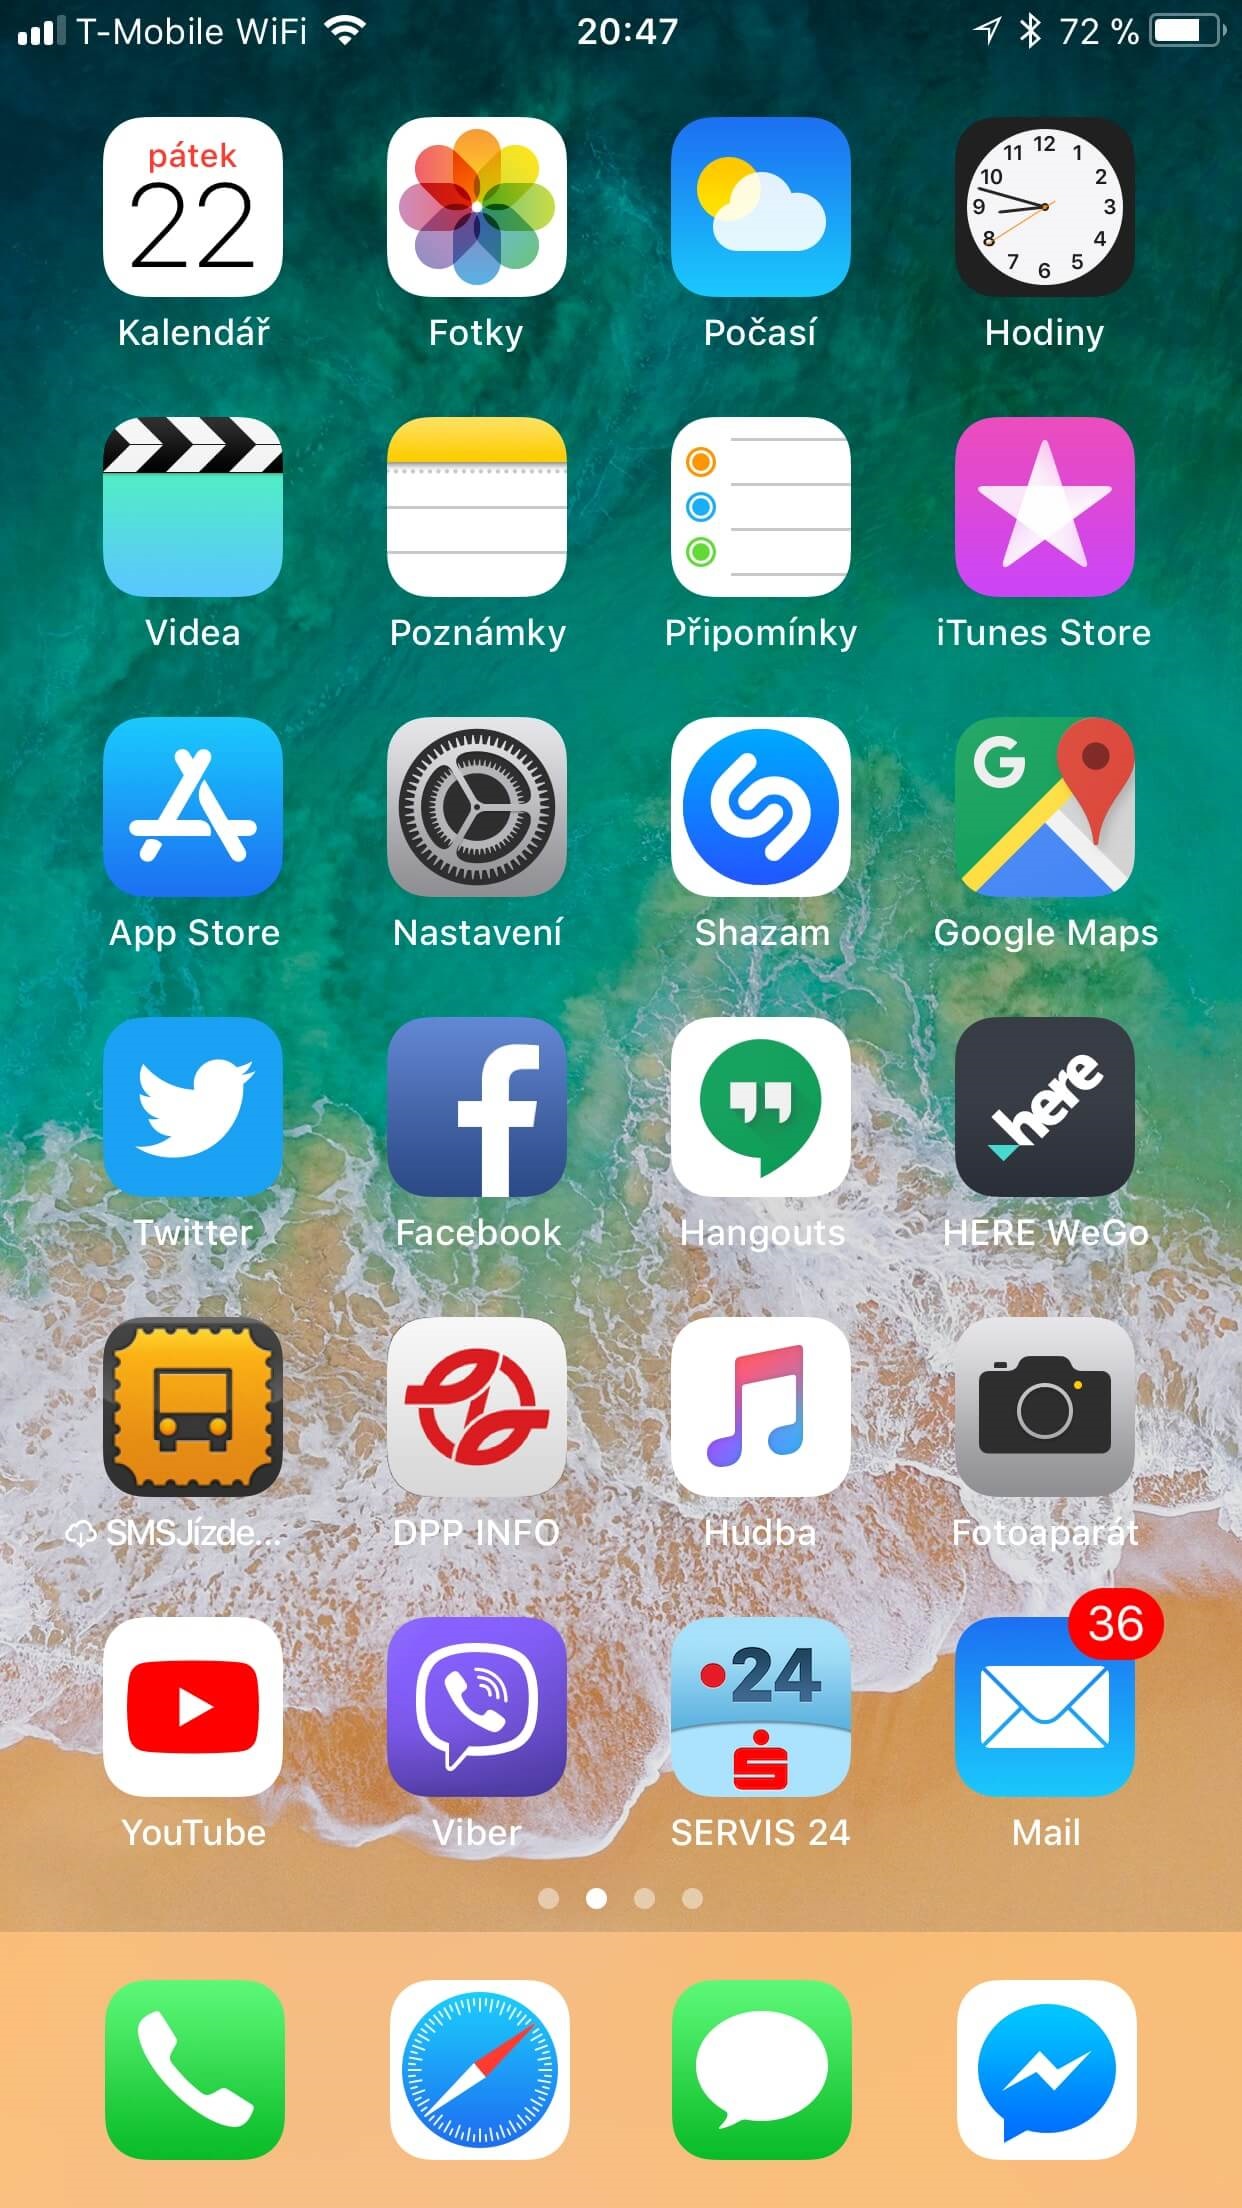 T-Mobile WiFi 20:47 72 %
pátek
22
12
11 1
10 2
9 3
8 4
7 5
6
Kalendář Fotky Počasí Hodiny
Videa Poznámky Připomínky iTunes Store
G
App Store Nastavení Shazam Google Maps
here
Twitter Facebook Hangouts HERE WeGo
SMSJízde... DPP INFO Hudba Fotoaparát
36
24
YouTube Viber SERVIS 24 Mail